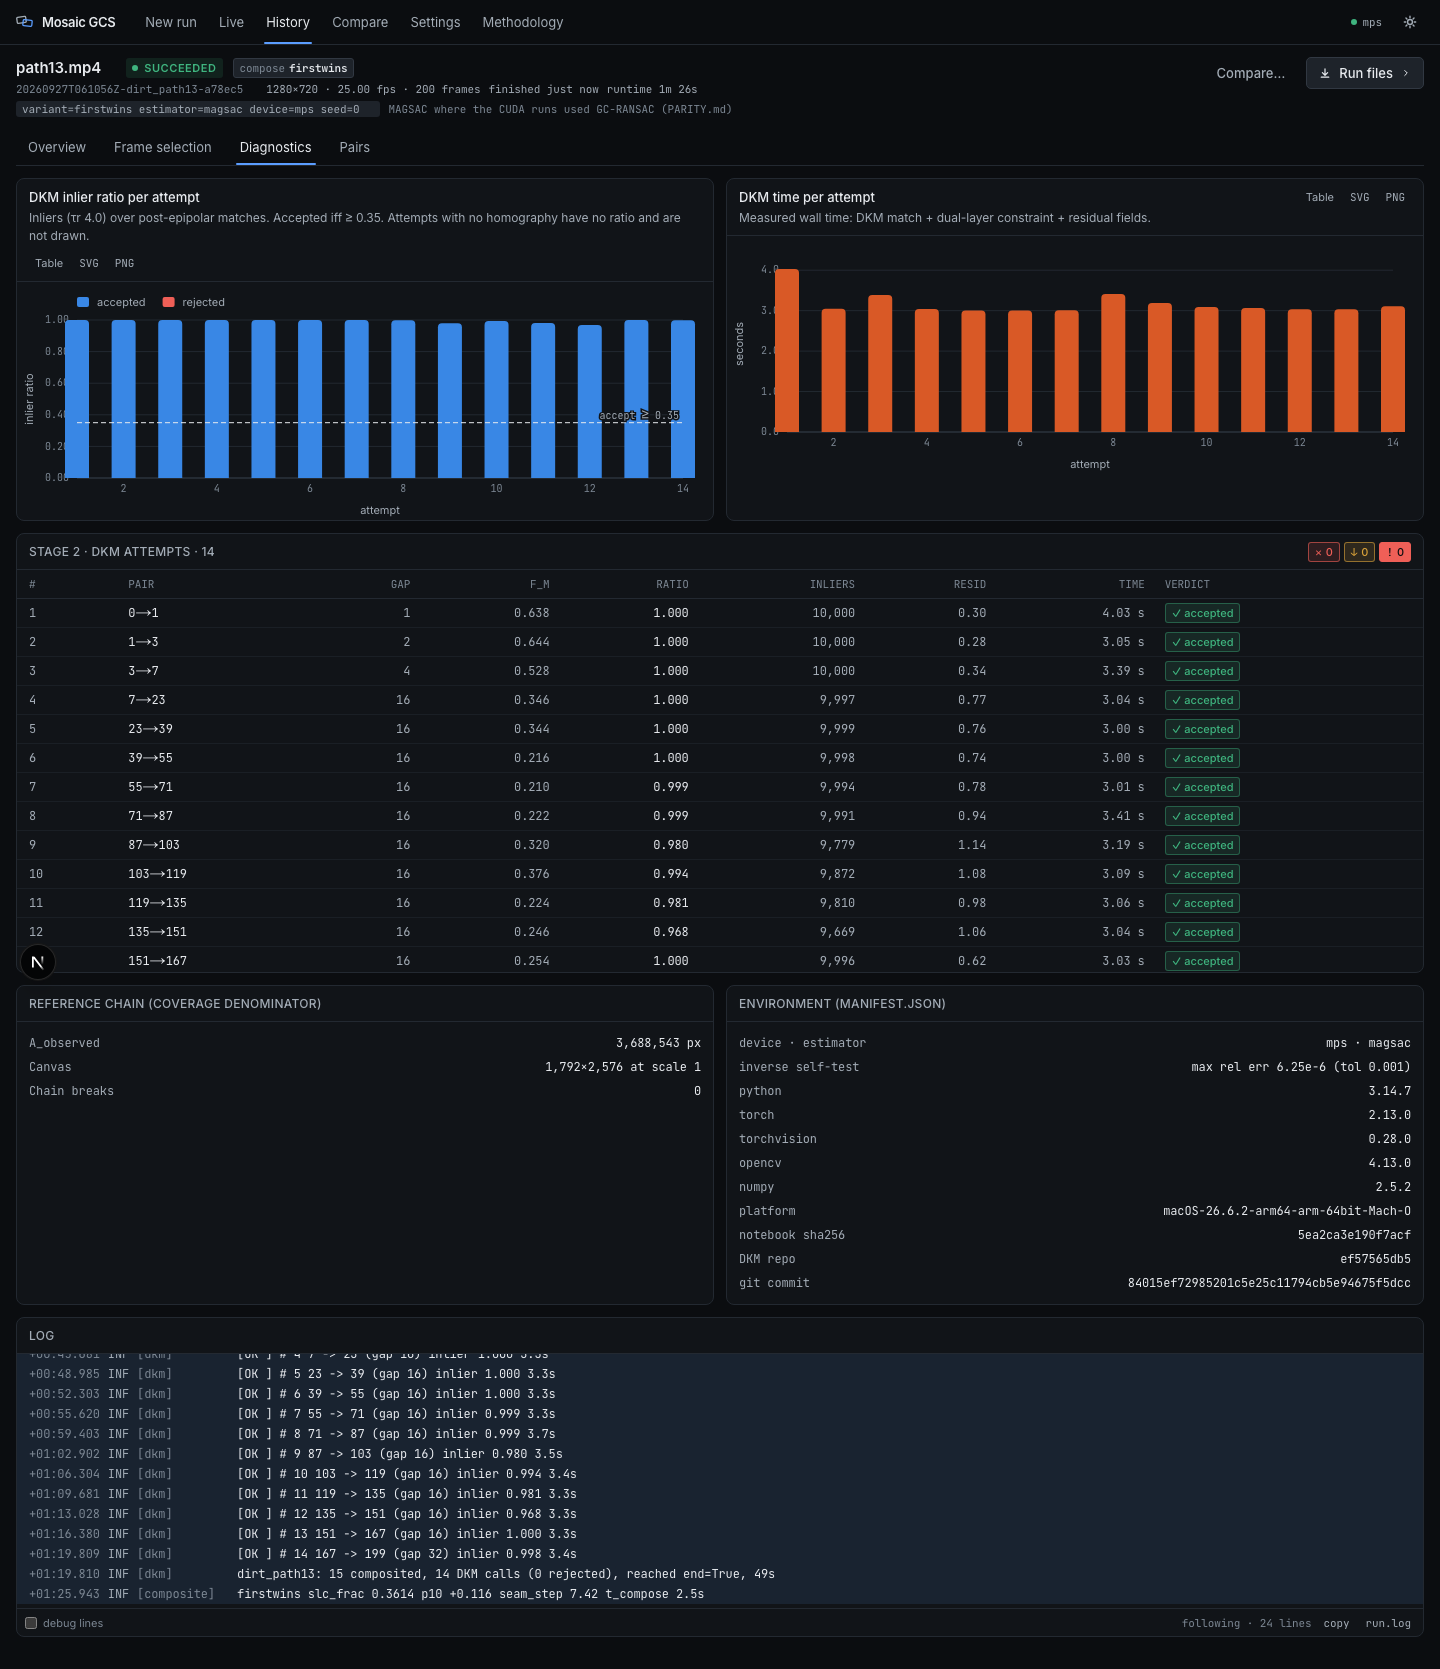 Mosaic GCS New run Live History Compare Settings Methodology mps
path13.mp4 SUCCEEDED compose firstwins Compare... Run files
20260927T061056Z-dirt_path13-a78ec5 1280×720 · 25.00 fps · 200 frames finished just now runtime 1m 26s
variant=firstwins estimator=magsac device=mps seed=0 MAGSAC where the CUDA runs used GC-RANSAC (PARITY.md)
Overview Frame selection Diagnostics Pairs
DKM inlier ratio per attempt
Inliers (τr 4.0) over post-epipolar matches. Accepted iff ≥ 0.35. Attempts with no homography have no ratio and are
not drawn.
Table SVG PNG
accepted rejected
1.00
0.80
0.60
0.40
0.20
0.00
inlier ratio
accept ≥ 0.35
2 4 6 8 10 12 14
attempt
DKM time per attempt Table SVG PNG
Measured wall time: DKM match + dual-layer constraint + residual fields.
4.0
3.0
2.0
1.0
0.0
seconds
2 4 6 8 10 12 14
attempt
STAGE 2 · DKM ATTEMPTS · 14 × 0 ↓ 0 ! 0
# PAIR GAP F_M RATIO INLIERS RESID TIME VERDICT
1 0→1 1 0.638 1.000 10,000 0.30 4.03 s ✓ accepted
2 1→3 2 0.644 1.000 10,000 0.28 3.05 s ✓ accepted
3 3→7 4 0.528 1.000 10,000 0.34 3.39 s ✓ accepted
4 7→23 16 0.346 1.000 9,997 0.77 3.04 s ✓ accepted
5 23→39 16 0.344 1.000 9,999 0.76 3.00 s ✓ accepted
6 39→55 16 0.216 1.000 9,998 0.74 3.00 s ✓ accepted
7 55→71 16 0.210 0.999 9,994 0.78 3.01 s ✓ accepted
8 71→87 16 0.222 0.999 9,991 0.94 3.41 s ✓ accepted
9 87→103 16 0.320 0.980 9,779 1.14 3.19 s ✓ accepted
10 103→119 16 0.376 0.994 9,872 1.08 3.09 s ✓ accepted
11 119→135 16 0.224 0.981 9,810 0.98 3.06 s ✓ accepted
12 135→151 16 0.246 0.968 9,669 1.06 3.04 s ✓ accepted
N 151→167 16 0.254 1.000 9,996 0.62 3.03 s ✓ accepted
REFERENCE CHAIN (COVERAGE DENOMINATOR)
A_observed 3,688,543 px
Canvas 1,792×2,576 at scale 1
Chain breaks 0
ENVIRONMENT (MANIFEST.JSON)
device · estimator mps · magsac
inverse self-test max rel err 6.25e-6 (tol 0.001)
python 3.14.7
torch 2.13.0
torchvision 0.28.0
opencv 4.13.0
numpy 2.5.2
platform macOS-26.6.2-arm64-arm-64bit-Mach-O
notebook sha256 5ea2ca3e190f7acf
DKM repo ef57565db5
git commit 84015ef72985201c5e25c11794cb5e94675f5dcc
LOG
INF [dkm] [OK ] # 4 7 -> 23 (gap 16) inlier 1.000 3.3s
+00:48.985 INF [dkm] [OK ] # 5 23 -> 39 (gap 16) inlier 1.000 3.3s
+00:52.303 INF [dkm] [OK ] # 6 39 -> 55 (gap 16) inlier 1.000 3.3s
+00:55.620 INF [dkm] [OK ] # 7 55 -> 71 (gap 16) inlier 0.999 3.3s
+00:59.403 INF [dkm] [OK ] # 8 71 -> 87 (gap 16) inlier 0.999 3.7s
+01:02.902 INF [dkm] [OK ] # 9 87 -> 103 (gap 16) inlier 0.980 3.5s
+01:06.304 INF [dkm] [OK ] # 10 103 -> 119 (gap 16) inlier 0.994 3.4s
+01:09.681 INF [dkm] [OK ] # 11 119 -> 135 (gap 16) inlier 0.981 3.3s
+01:13.028 INF [dkm] [OK ] # 12 135 -> 151 (gap 16) inlier 0.968 3.3s
+01:16.380 INF [dkm] [OK ] # 13 151 -> 167 (gap 16) inlier 1.000 3.3s
+01:19.809 INF [dkm] [OK ] # 14 167 -> 199 (gap 32) inlier 0.998 3.4s
+01:19.810 INF [dkm] dirt_path13: 15 composited, 14 DKM calls (0 rejected), reached end=True, 49s
+01:25.943 INF [composite] firstwins slc_frac 0.3614 p10 +0.116 seam_step 7.42 t_compose 2.5s
debug lines following · 24 lines copy run.log